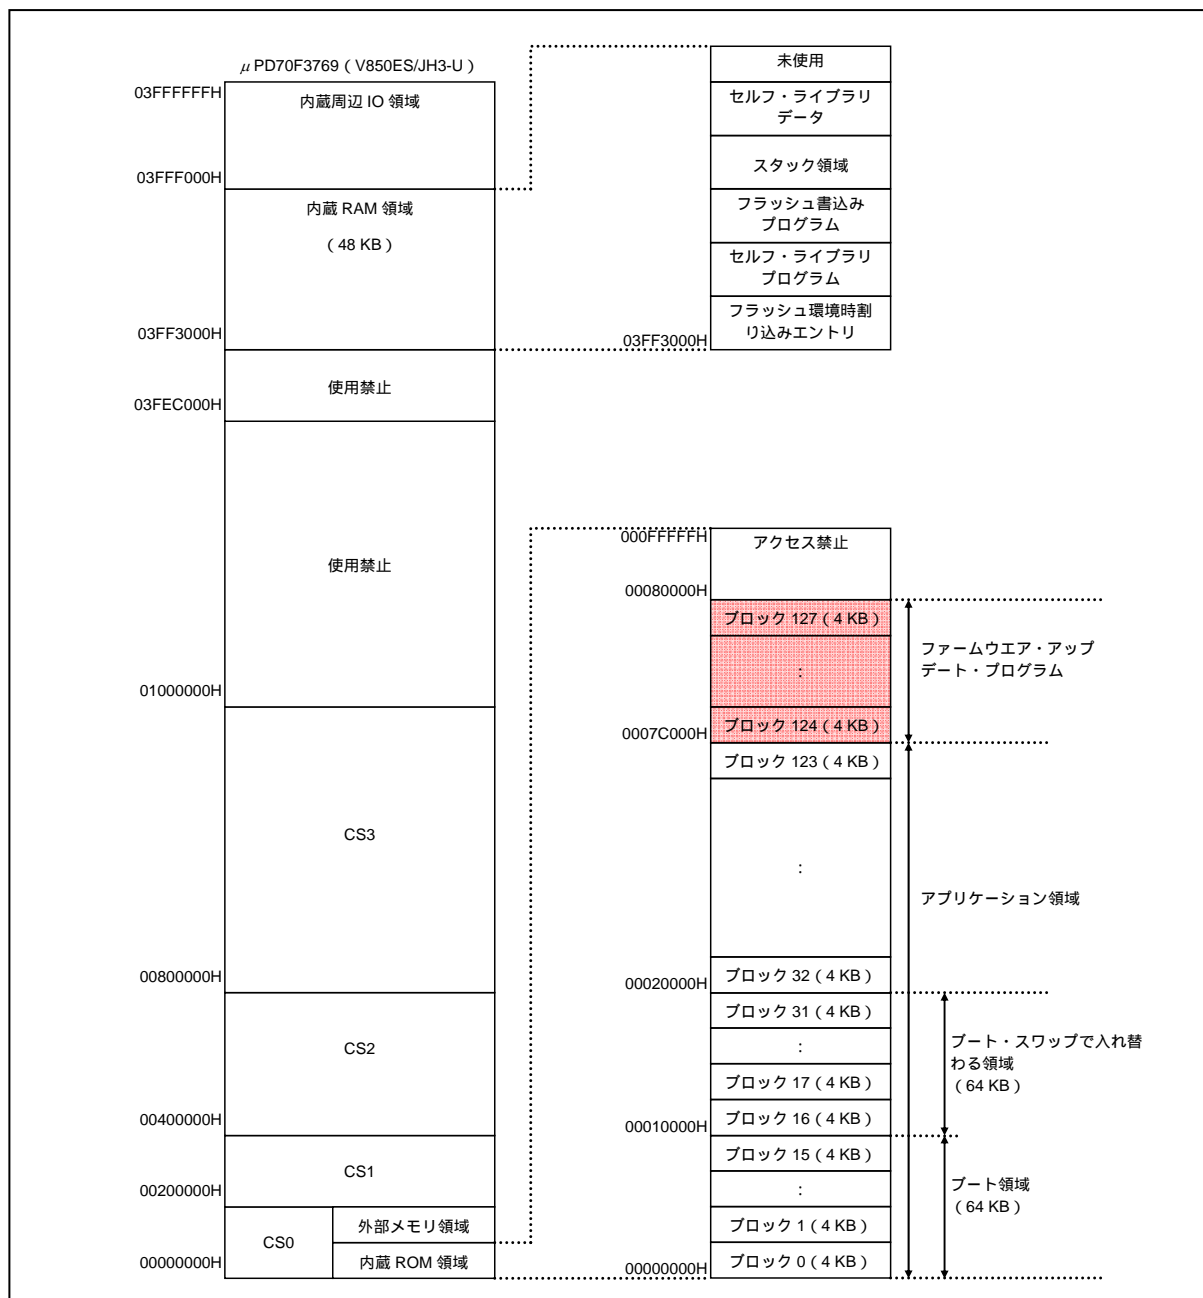 μ PD70F3769 ( V850ES/JH3-U )
03FFFFFFH
内蔵周辺 IO 領域
03FFF000H
内蔵 RAM 領域
( 48 KB )
03FF3000H
使用禁止
03FEC000H
使用禁止
01000000H
CS3
00800000H
CS2
00400000H
CS1
00200000H
CS0
外部メモリ領域
内蔵 ROM 領域
00000000H
未使用
セルフ・ライブラリ
データ
スタック領域
フラッシュ書込み
プログラム
セルフ・ライブラリ
プログラム
フラッシュ環境時割
り込みエントリ
03FF3000H
000FFFFFH
アクセス禁止
00080000H
ブロック 127 ( 4 KB )
:
ブロック 124 ( 4 KB )
0007C000H
ブロック 123 ( 4 KB )
:
ブロック 32 ( 4 KB )
00020000H
ブロック 31 ( 4 KB )
:
ブロック 17 ( 4 KB )
ブロック 16 ( 4 KB )
00010000H
ブロック 15 ( 4 KB )
:
ブロック 1 ( 4 KB )
ブロック 0 ( 4 KB )
00000000H
ファームウエア・アップ
デート・プログラム
アプリケーション領域
ブート・スワップで入れ替
わる領域
( 64 KB )
ブート領域
( 64 KB )